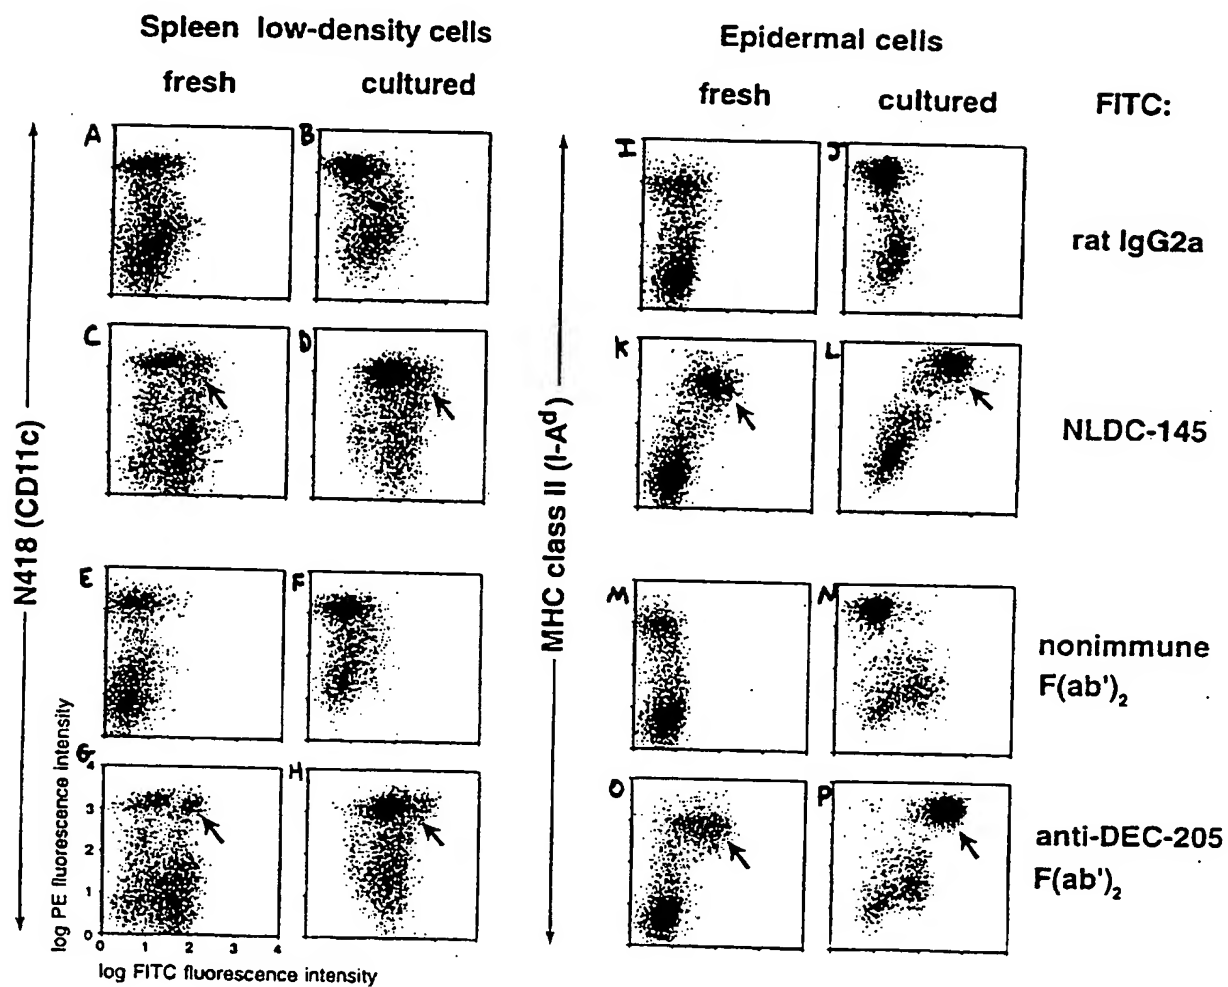 Spleen low-density cells
Epidermal cells
fresh
cultured
fresh
cultured
FITC:
A
B
I
J
rat IgG2a
C
D
K
L
NLDC-145
N418 (CD11c)
MHC class II (I-Aᵈ)
E
F
M
N
nonimmune
F(ab')₂
G
H
O
P
anti-DEC-205
F(ab')₂
log PE fluorescence intensity
4
3
2
1
0
0 1 2 3 4
log FITC fluorescence intensity